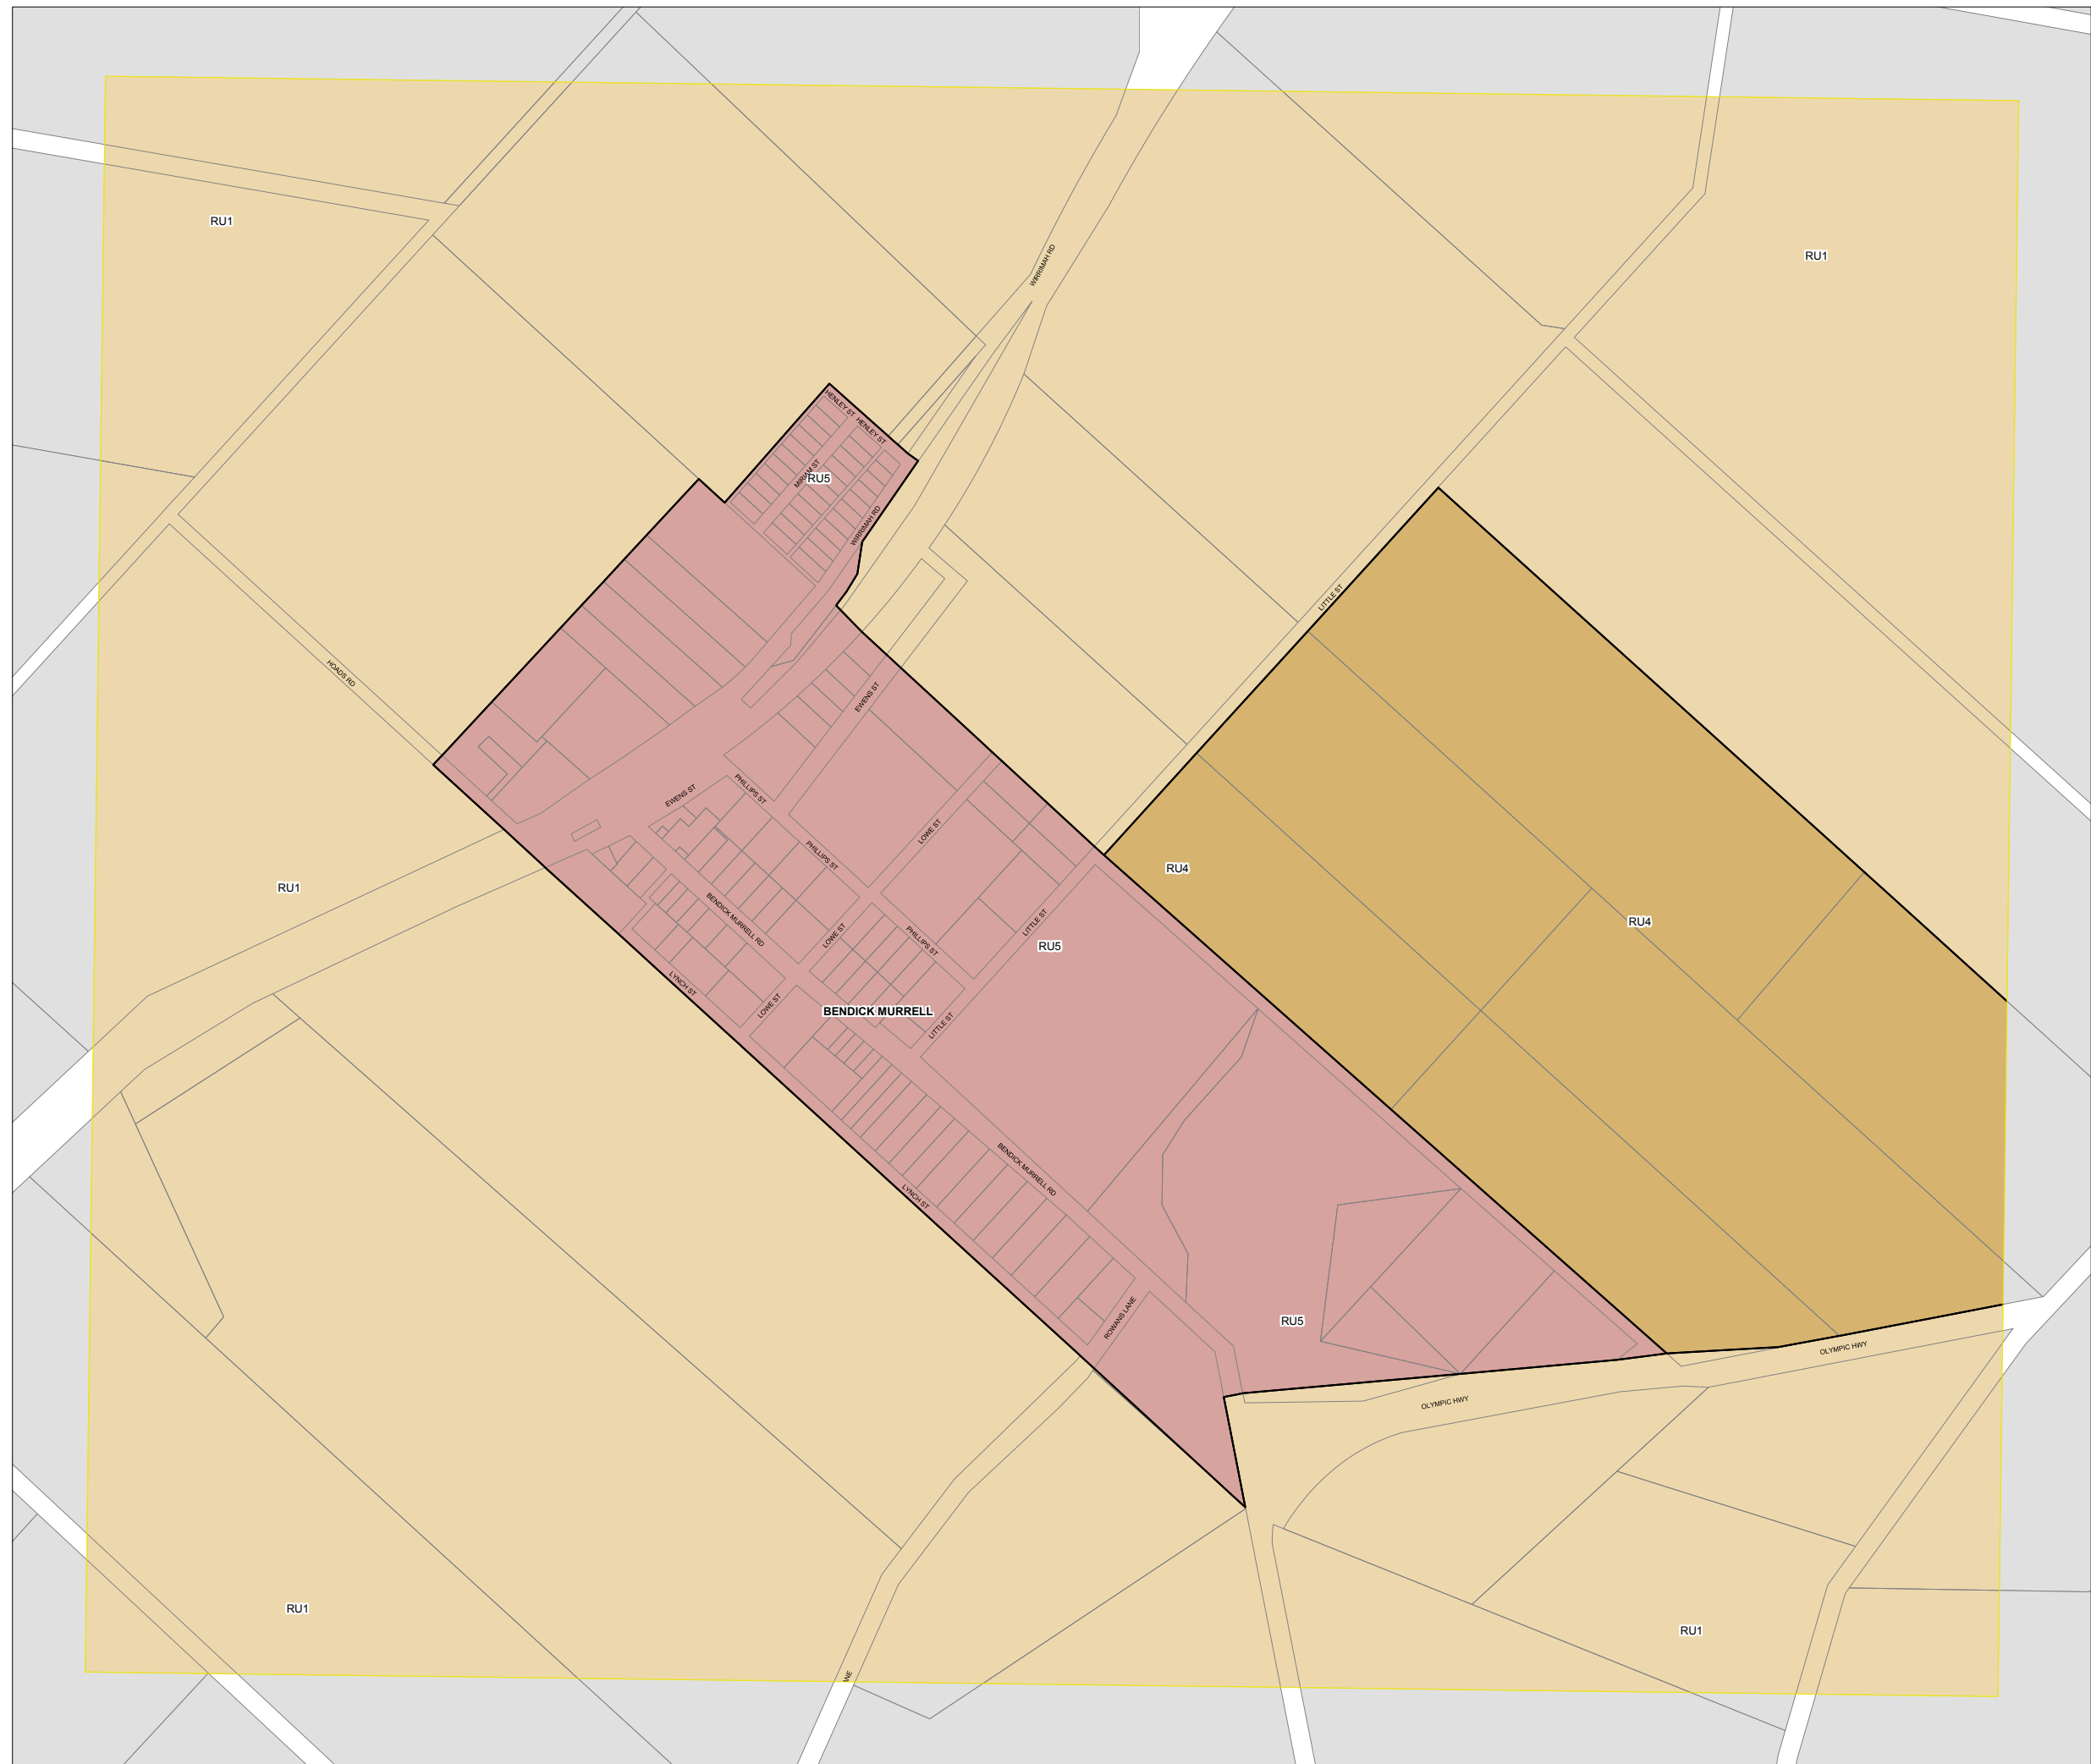 RU1
RU1
WIRRIMAH RD
HENLEY ST
HENLEY ST
MIRIAM ST
RU5
WIRRIMAH RD
LITTLE ST
HOADS RD
EWENS ST
EWENS ST
PHILLIPS ST
LOWE ST
PHILLIPS ST
RU4
RU1
BENDICK MURRELL RD
LOWE ST
PHILLIPS ST
LITTLE ST
RU4
RU5
LYNCH ST
LOWE ST
BENDICK MURRELL
LITTLE ST
BENDICK MURRELL RD
LYNCH ST
ROWANS LANE
RU5
OLYMPIC HWY
OLYMPIC HWY
RU1
RU1